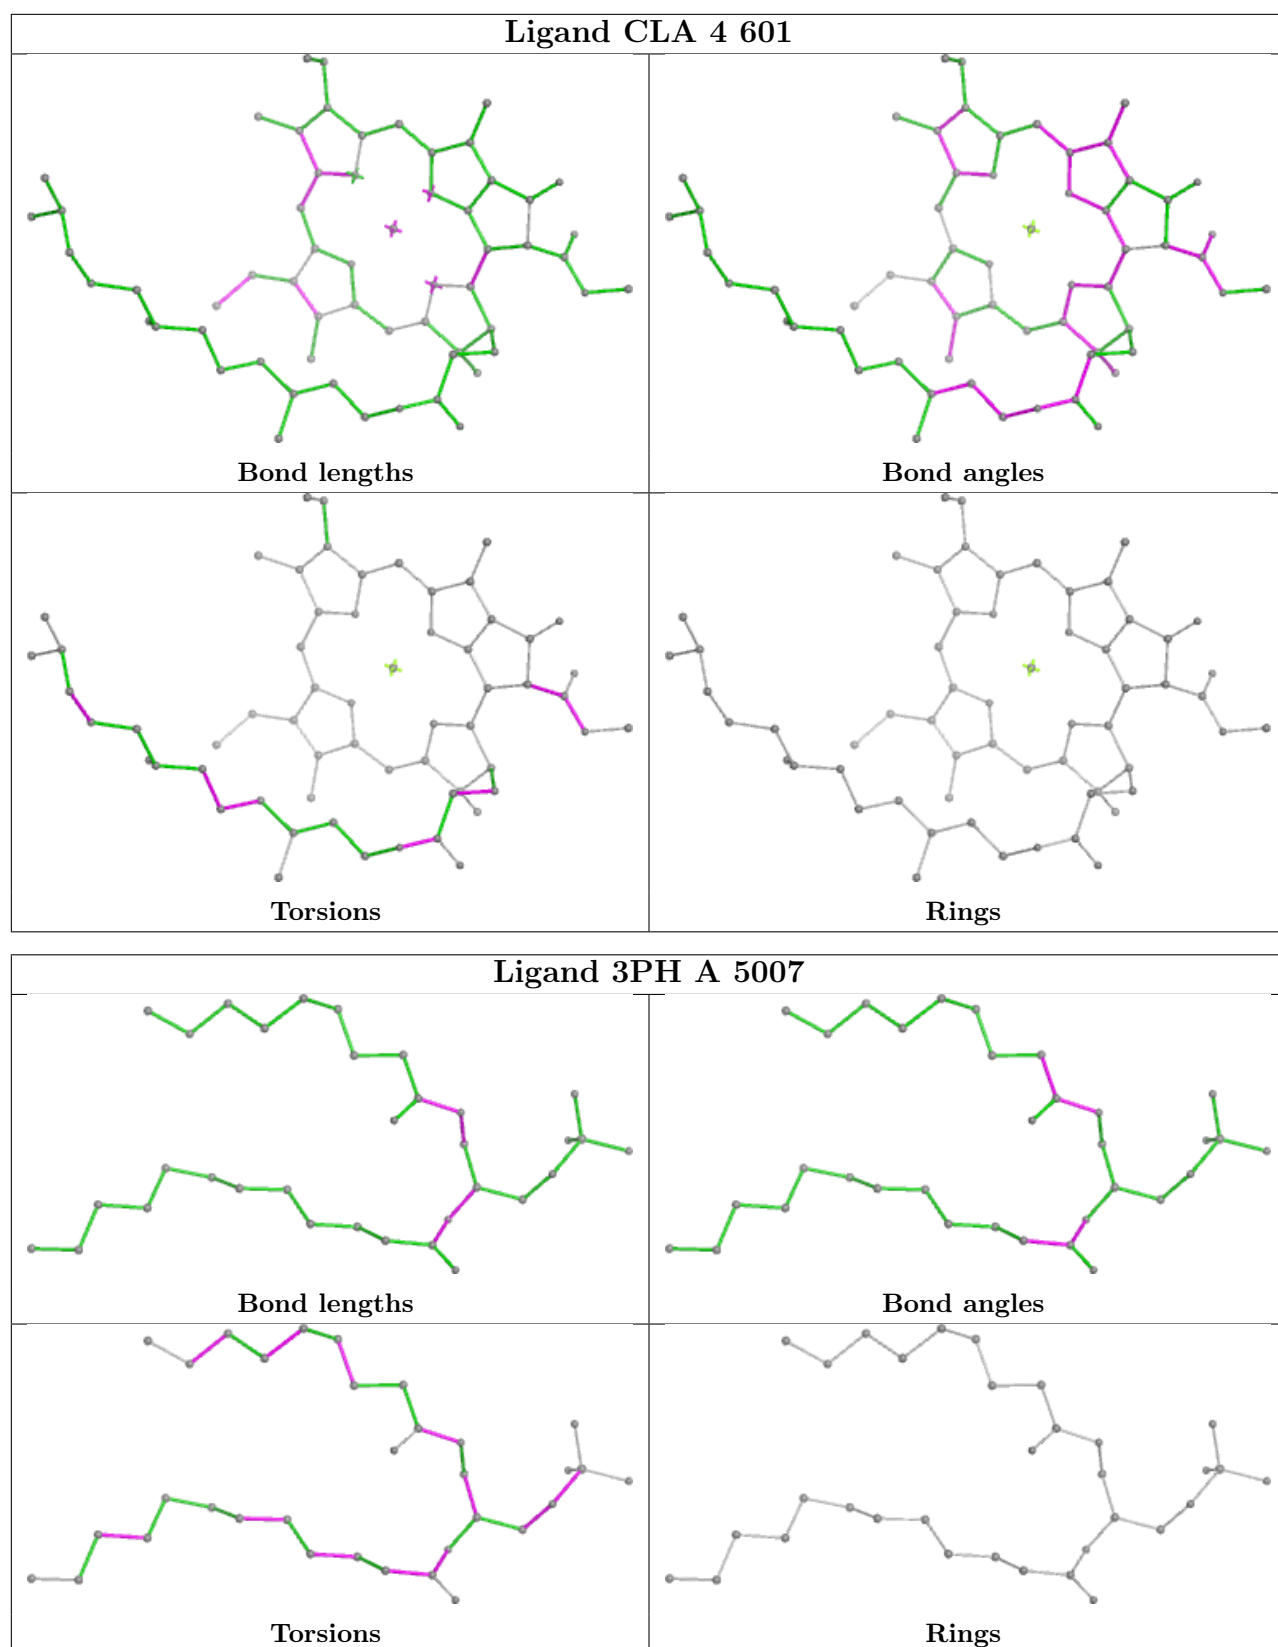 Ligand CLA 4 601
Bond lengths
Bond angles
Torsions
Rings
Ligand 3PH A 5007
Bond lengths
Bond angles
Torsions
Rings